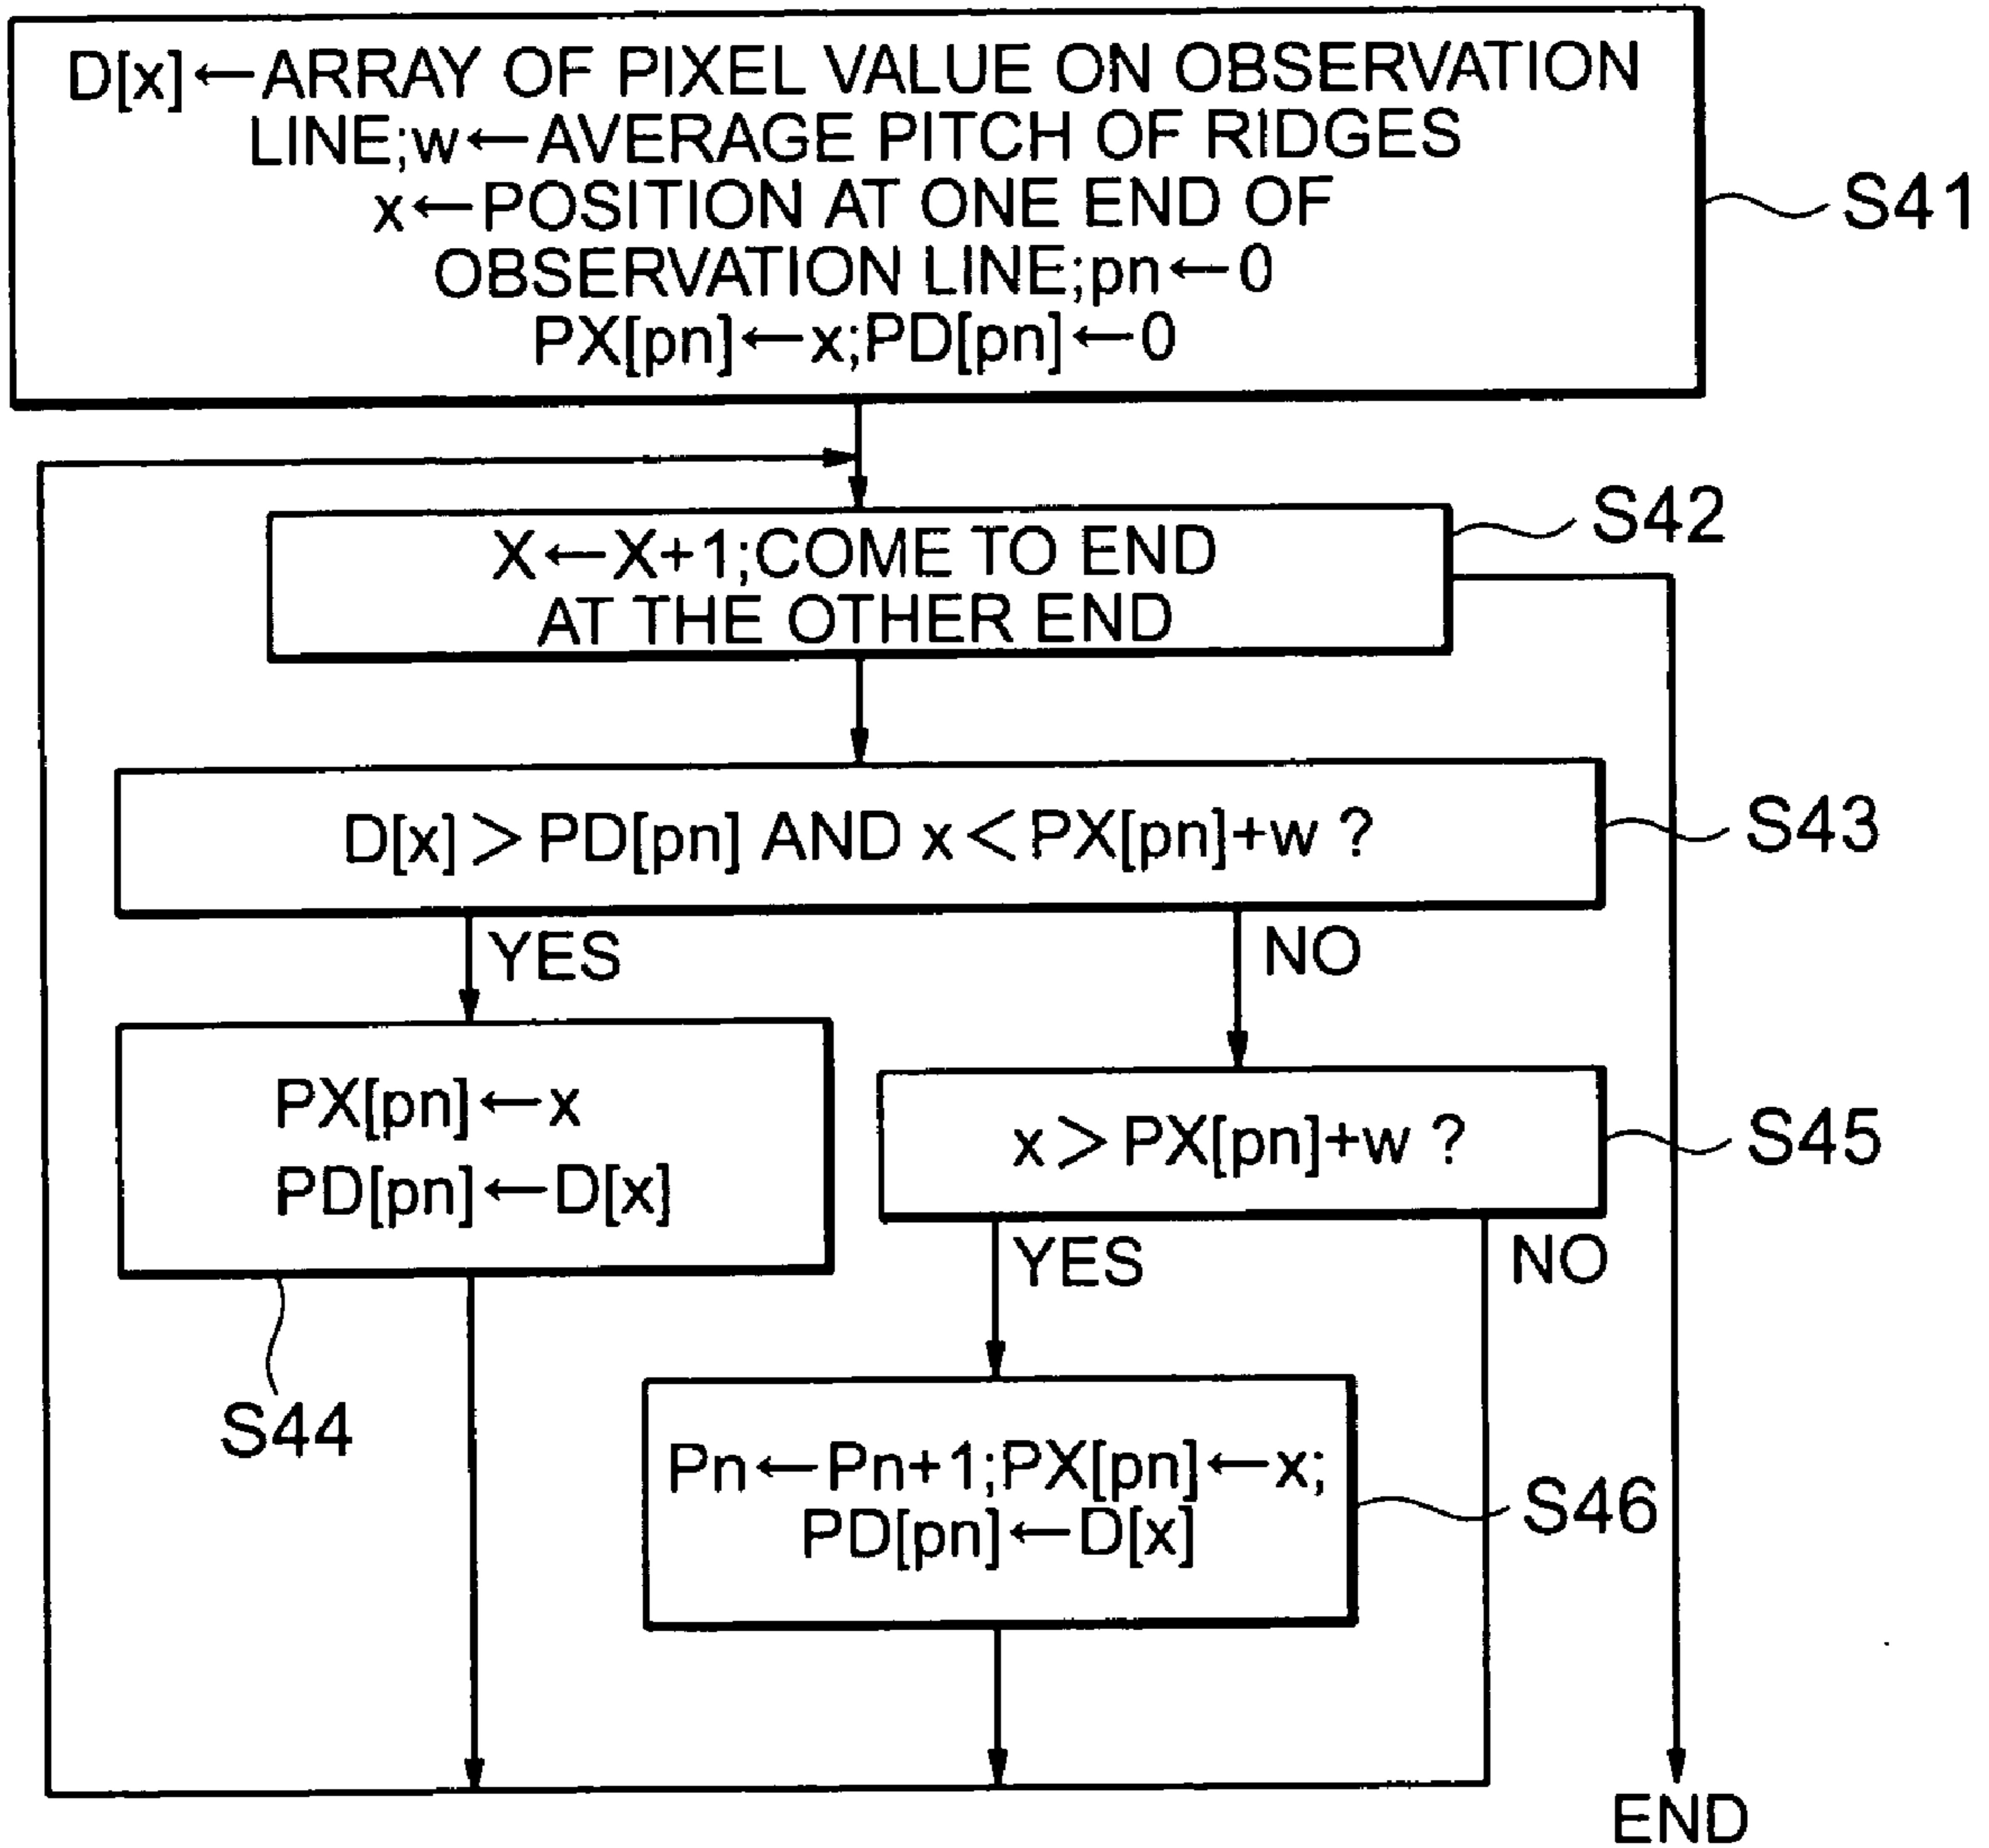 D[x]←ARRAY OF PIXEL VALUE ON OBSERVATION
LINE;w←AVERAGE PITCH OF RIDGES
x←POSITION AT ONE END OF
OBSERVATION LINE;pn←0
PX[pn]←x;PD[pn]←0
S41
X←X+1;COME TO END
AT THE OTHER END
S42
D[x]>PD[pn] AND x<PX[pn]+w ?
S43
YES
NO
PX[pn]←x
PD[pn]←D[x]
S44
x>PX[pn]+w ?
S45
YES
NO
Pn←Pn+1;PX[pn]←x;
PD[pn]←D[x]
S46
END